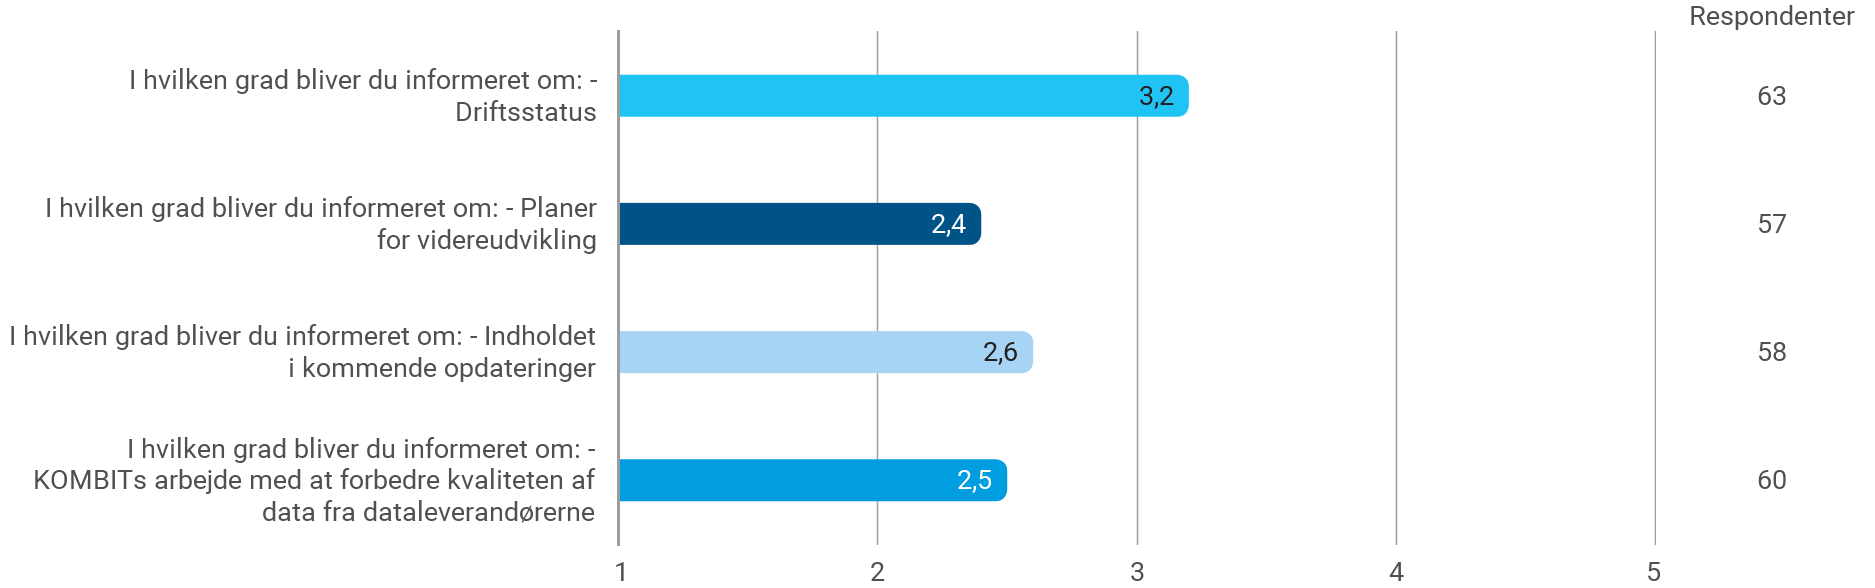 Respondenter
I hvilken grad bliver du informeret om: -
Driftsstatus
3,2
63
I hvilken grad bliver du informeret om: - Planer
for videreudvikling
2,4
57
I hvilken grad bliver du informeret om: - Indholdet
i kommende opdateringer
2,6
58
I hvilken grad bliver du informeret om: -
KOMBITs arbejde med at forbedre kvaliteten af
data fra dataleverandørerne
2,5
60
1 2 3 4 5